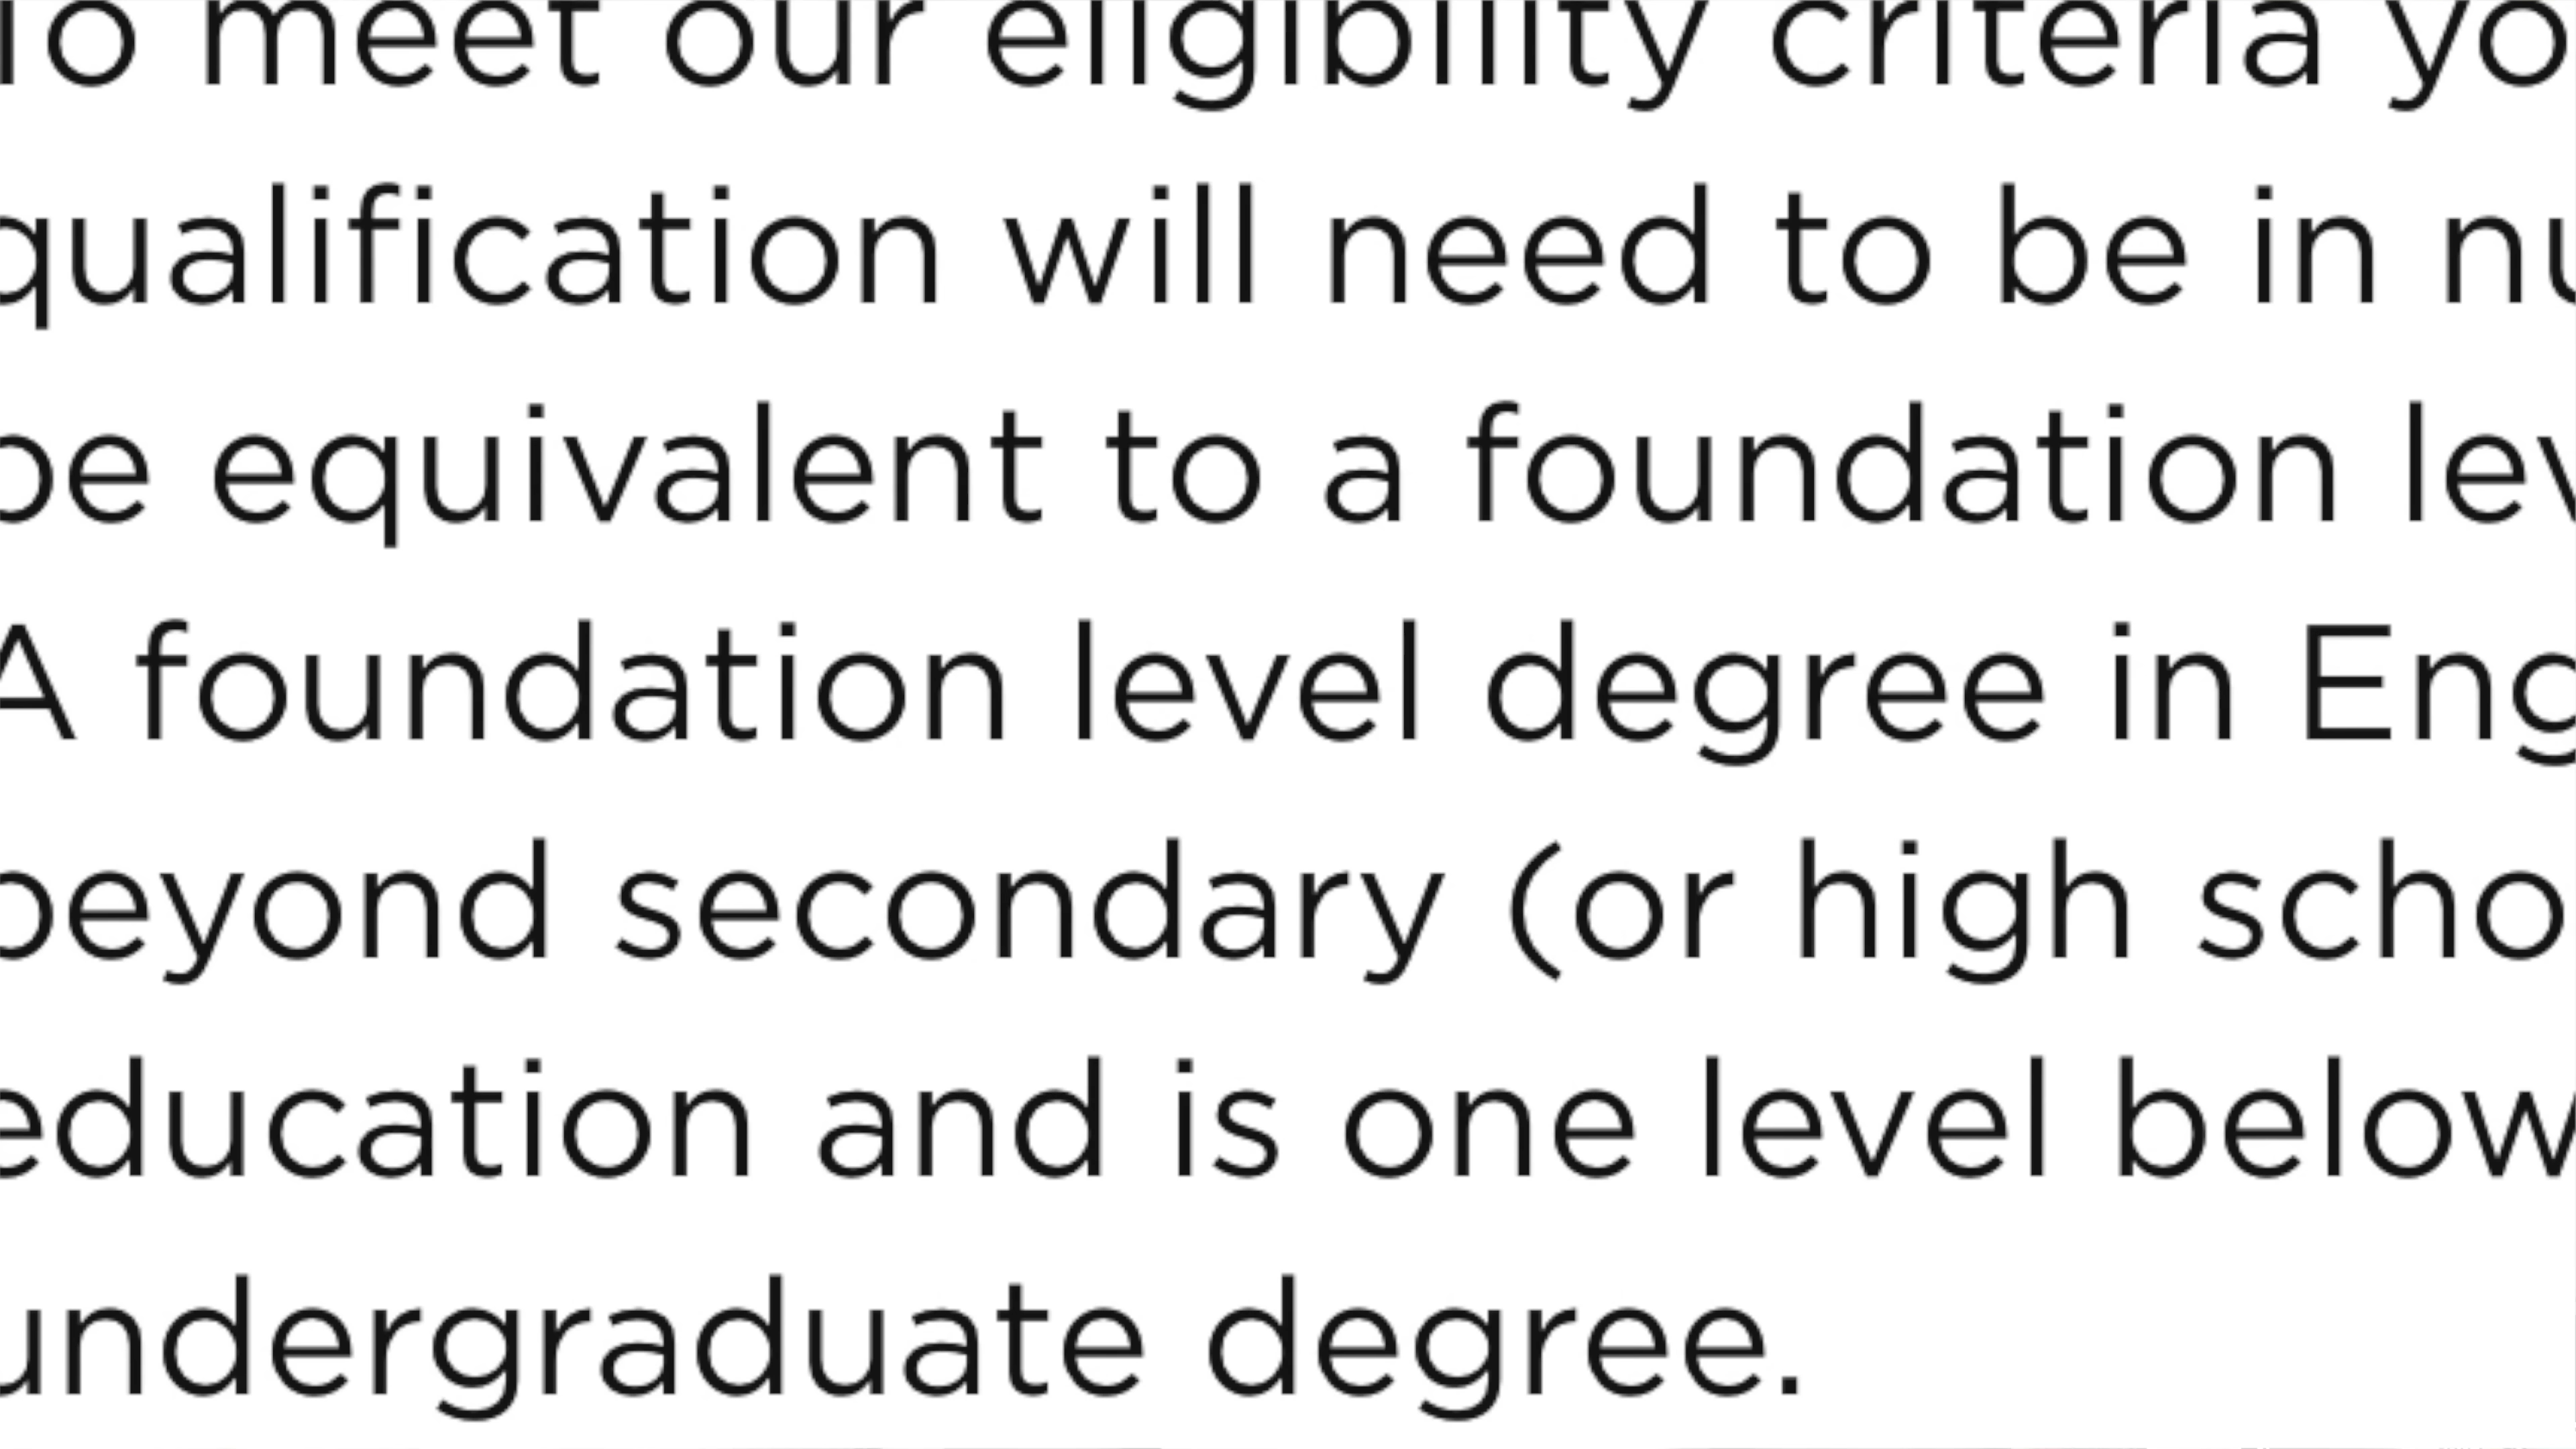 To meet our eligibility criteria yo
qualification will need to be in nu
be equivalent to a foundation lev
A foundation level degree in Eng
beyond secondary (or high scho
education and is one level below
undergraduate degree.